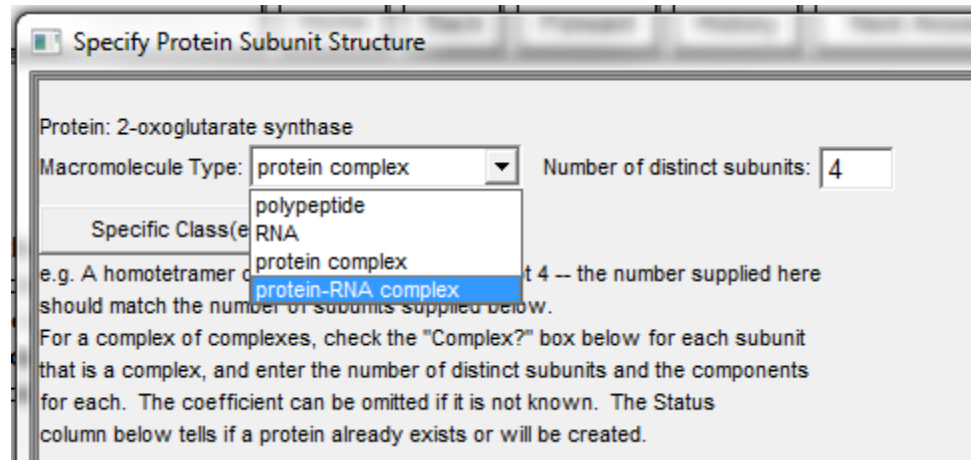 Specify Protein Subunit Structure
Protein: 2-oxoglutarate synthase
Macromolecule Type: protein complex Number of distinct subunits: 4
polypeptide
Specific Class(e
RNA
protein complex
e.g. A homotetramer t 4 -- the number supplied here
protein-RNA complex
should match the number of subunits supplied below.
For a complex of complexes, check the "Complex?" box below for each subunit
that is a complex, and enter the number of distinct subunits and the components
for each. The coefficient can be omitted if it is not known. The Status
column below tells if a protein already exists or will be created.